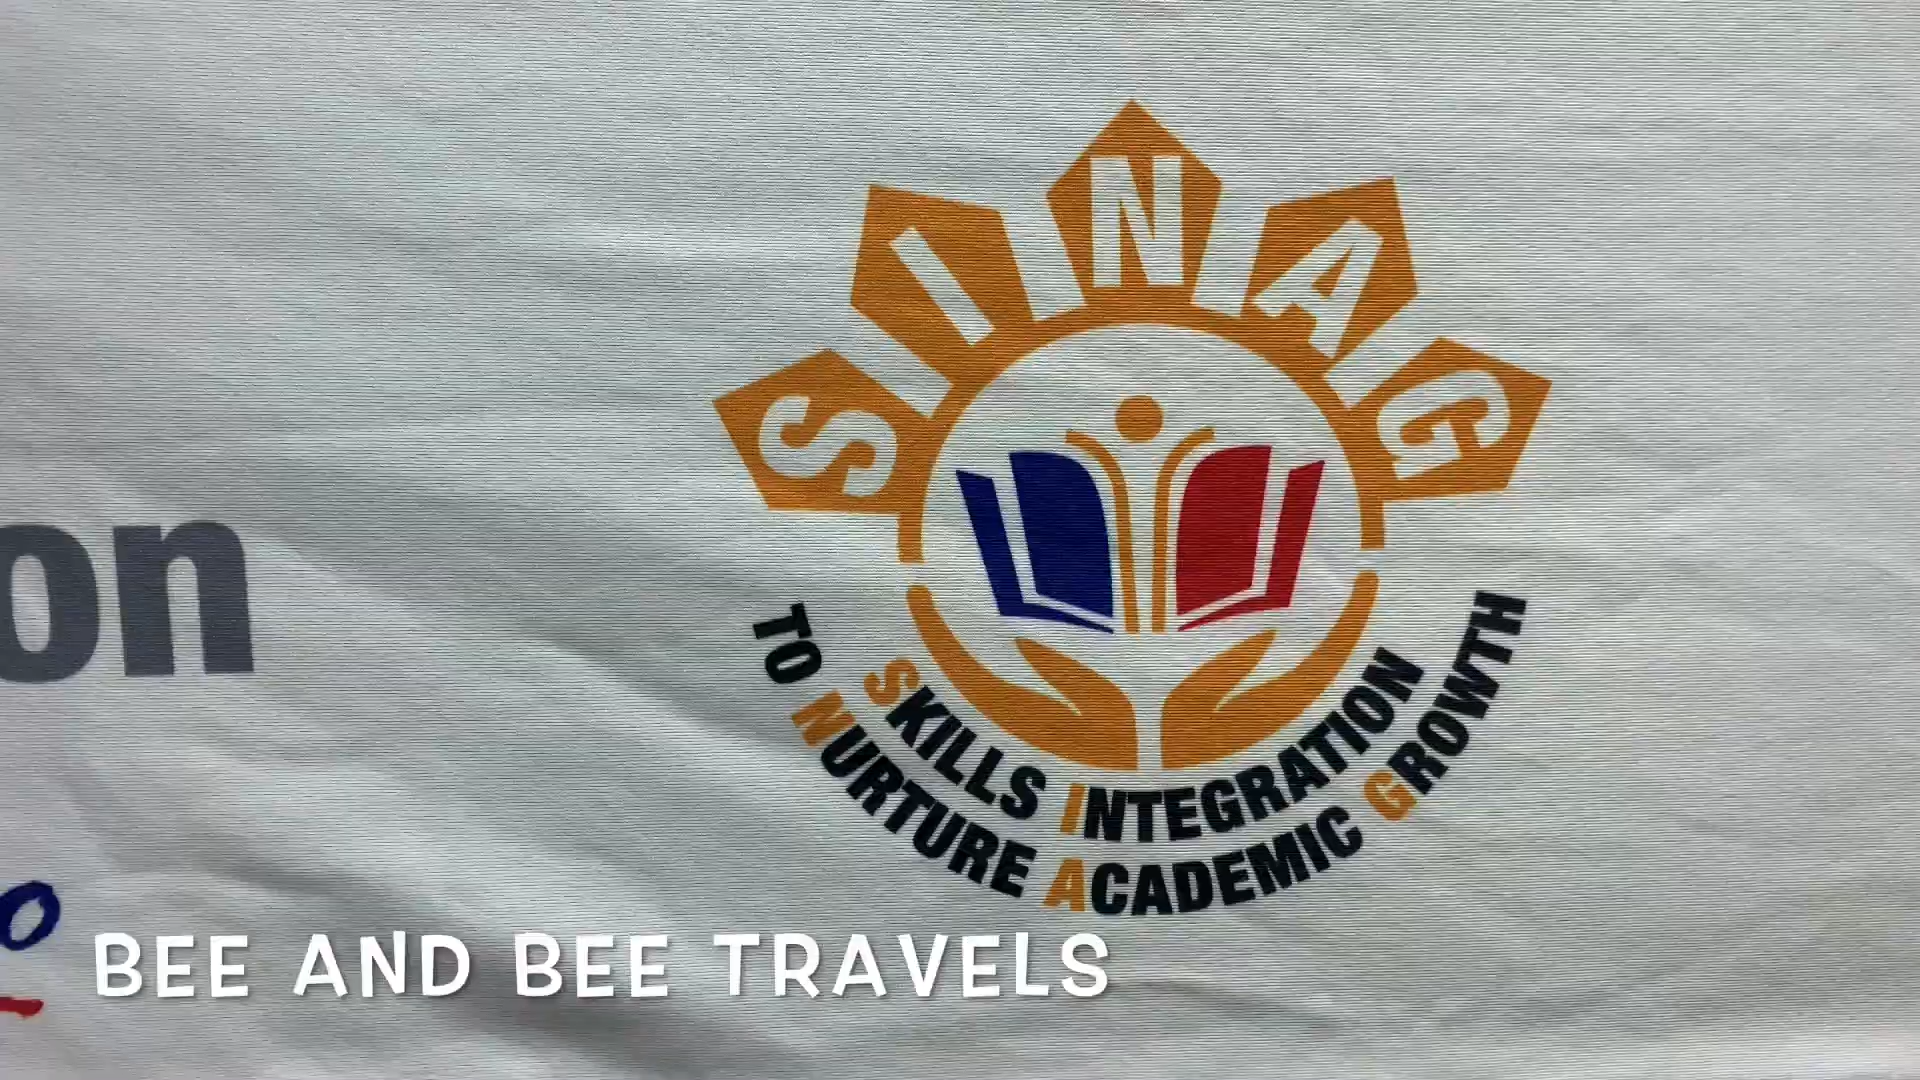 SINAG
on
SKILLS INTEGRATION
TO NURTURE ACADEMIC GROWTH
o
BEE AND BEE TRAVELS